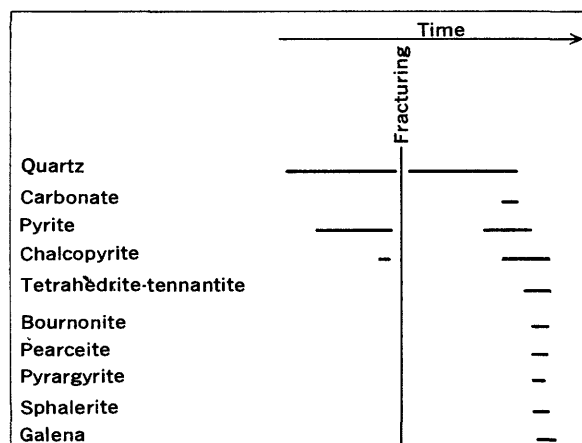 Time
Fracturing
Quartz
Carbonate
Pyrite
Chalcopyrite
Tetrahedrite-tennantite
Bournonite
Pearceite
Pyrargyrite
Sphalerite
Galena